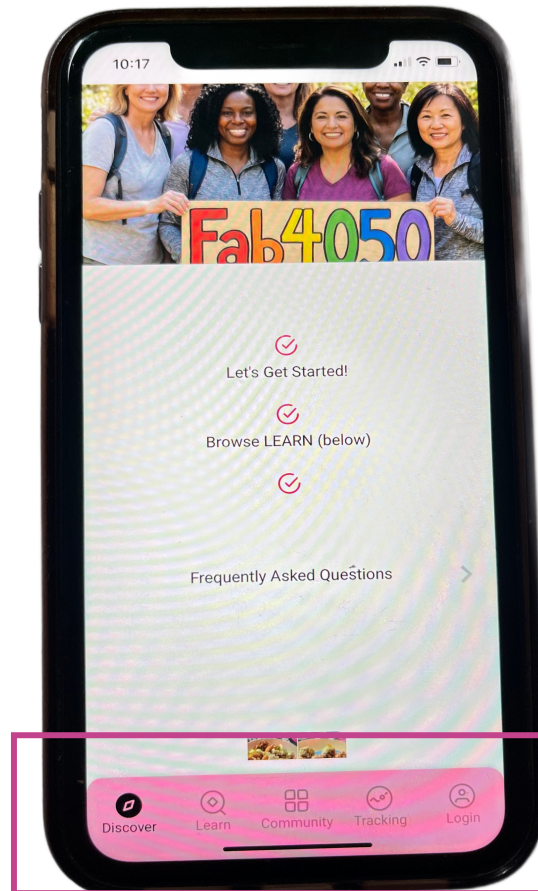 10:17
Fab4050
Let's Get Started!
Browse LEARN (below)
Frequently Asked Questions
Discover
Learn
Community
Tracking
Login